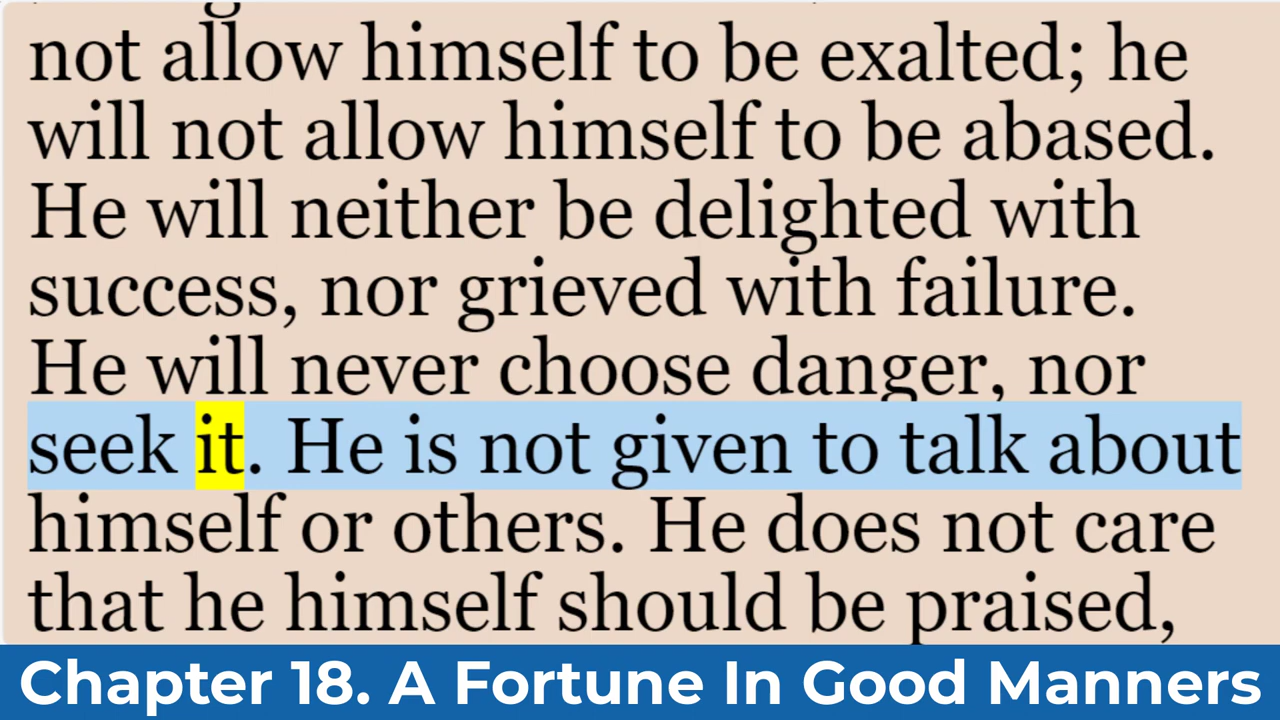 not allow himself to be exalted; he
will not allow himself to be abased.
He will neither be delighted with
success, nor grieved with failure.
He will never choose danger, nor
seek it. He is not given to talk about
himself or others. He does not care
that he himself should be praised,
Chapter 18. A Fortune In Good Manners